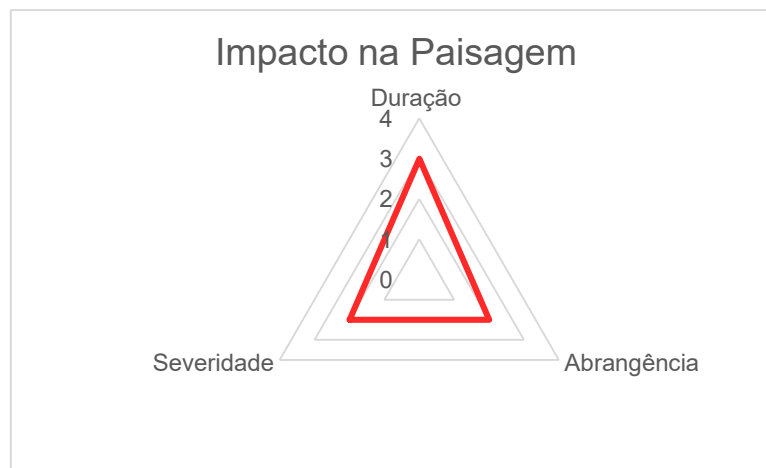 Impacto na Paisagem
Duração
4
3
2
1
0
Severidade
Abrangência